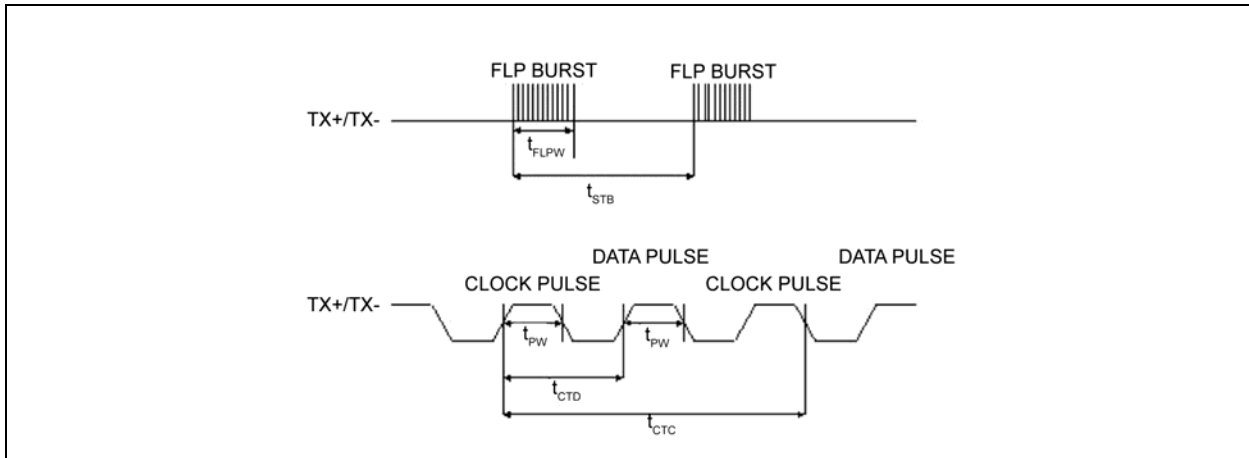 FLP BURST FLP BURST
TX+/TX-
tFLPW
tSTB
DATA PULSE DATA PULSE
CLOCK PULSE CLOCK PULSE
TX+/TX-
tPW tPW
tCTD
tCTC